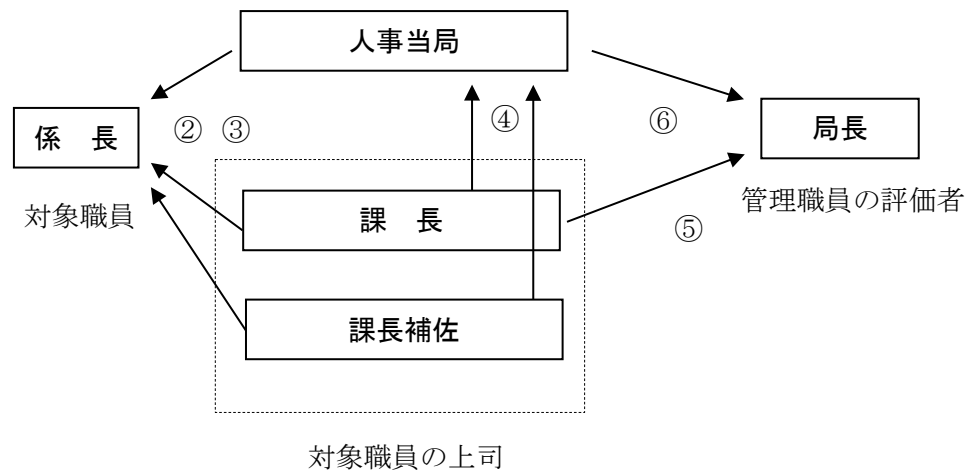 人事当局
係 長
② ③
④
⑥
局長
対象職員
課 長
管理職員の評価者
⑤
課長補佐
対象職員の上司